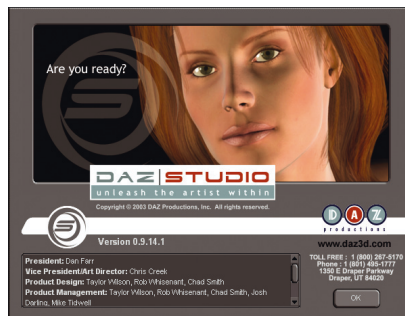 Are you ready?
DAZ|STUDIO
unleash the artist within
Copyright © 2003 DAZ Productions, Inc. All rights reserved.
DAZ
productions
Version 0.9.14.1
www.daz3d.com
TOLL FREE : 1 (800) 267-5170
Phone : 1 (801) 495-1777
1350 E Draper Parkway
Draper, UT 84020
President: Dan Farr
Vice President/Art Director: Chris Creek
Product Design: Taylor Wilson, Rob Whisenant, Chad Smith
Product Management: Taylor Wilson, Rob Whisenant, Chad Smith, Josh
Darling, Mike Tidwell
OK